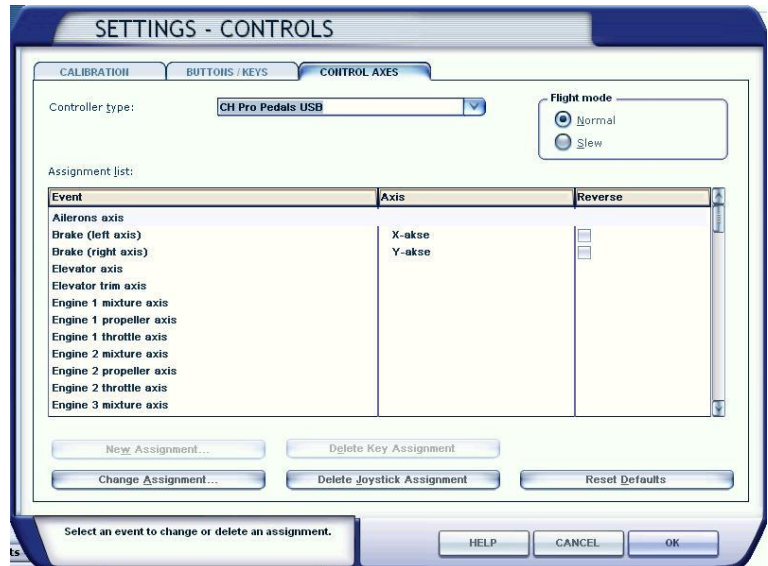 SETTINGS - CONTROLS
CALIBRATION BUTTONS / KEYS CONTROL AXES
Controller type: CH Pro Pedals USB
Flight mode
Normal
Slew
Assignment list:
Event Axis Reverse
Ailerons axis
Brake (left axis) X-akse
Brake (right axis) Y-akse
Elevator axis
Elevator trim axis
Engine 1 mixture axis
Engine 1 propeller axis
Engine 1 throttle axis
Engine 2 mixture axis
Engine 2 propeller axis
Engine 2 throttle axis
Engine 3 mixture axis
New Assignment... Delete Key Assignment
Change Assignment... Delete Joystick Assignment Reset Defaults
Select an event to change or delete an assignment.
HELP CANCEL OK
ts